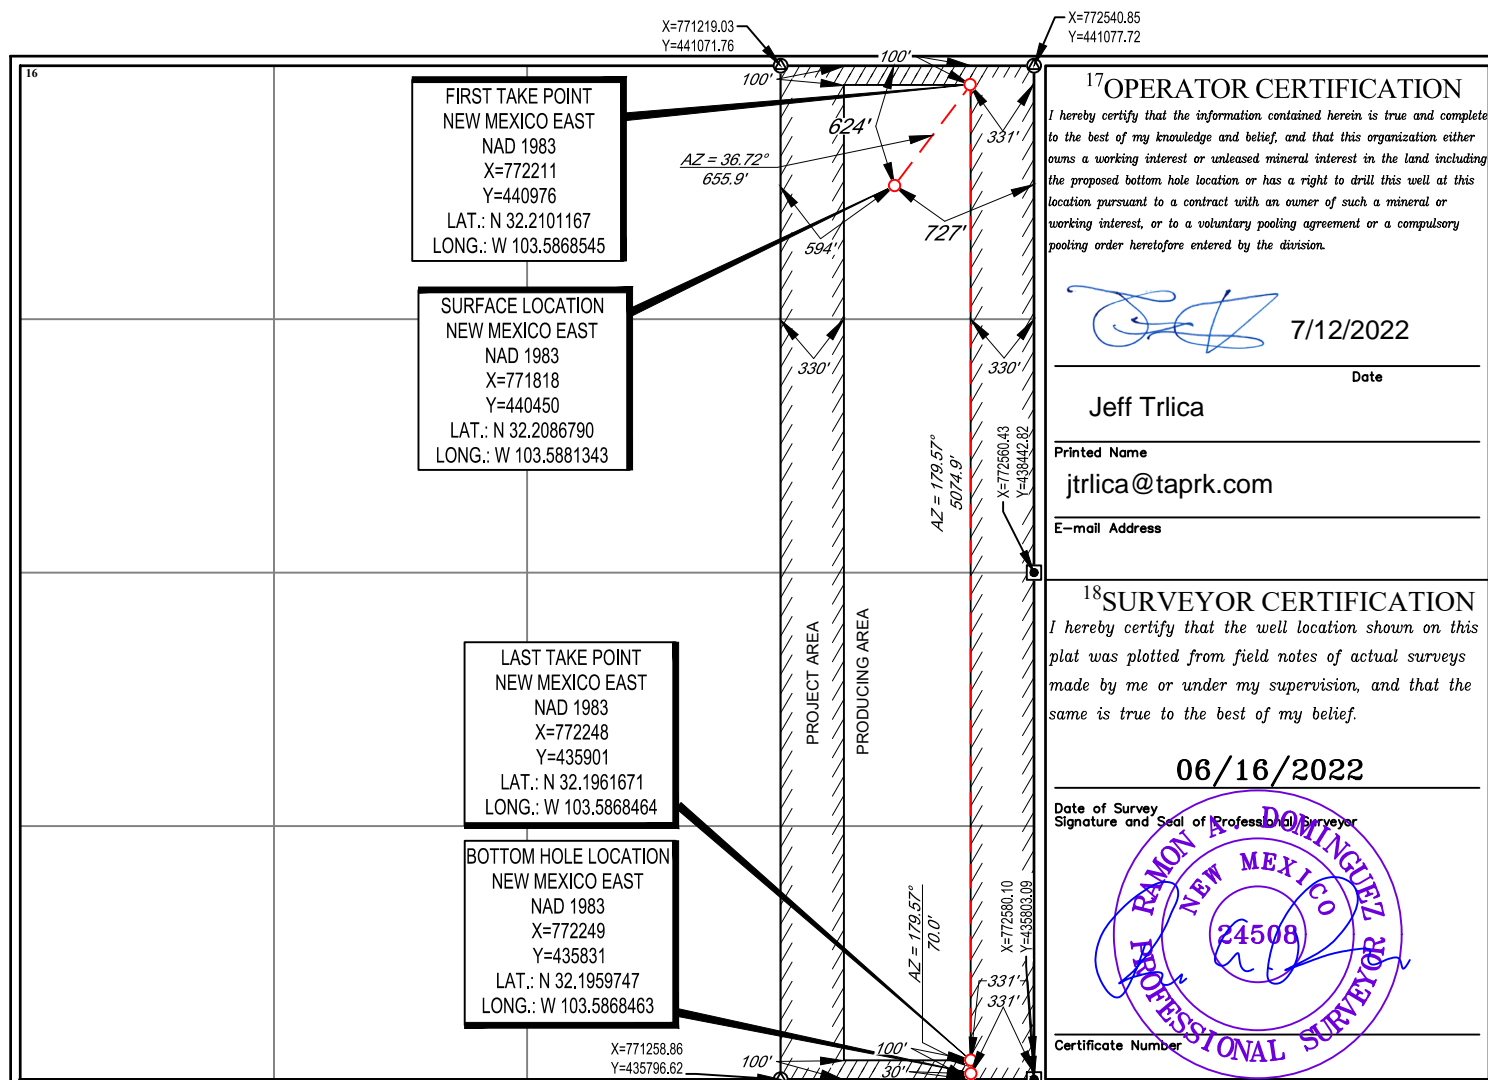 X=771219.03
Y=441071.76
X=772540.85
Y=441077.72
16
100'
100'
FIRST TAKE POINT
NEW MEXICO EAST
NAD 1983
X=772211
Y=440976
LAT.: N 32.2101167
LONG.: W 103.5868545
624'
331'
AZ = 36.72°
655.9'
594'
727'
SURFACE LOCATION
NEW MEXICO EAST
NAD 1983
X=771818
Y=440450
LAT.: N 32.2086790
LONG.: W 103.5881343
330'
330'
AZ = 179.57°
5074.9'
X=772560.43
Y=438442.82
PROJECT AREA
PRODUCING AREA
LAST TAKE POINT
NEW MEXICO EAST
NAD 1983
X=772248
Y=435901
LAT.: N 32.1961671
LONG.: W 103.5868464
BOTTOM HOLE LOCATION
NEW MEXICO EAST
NAD 1983
X=772249
Y=435831
LAT.: N 32.1959747
LONG.: W 103.5868463
AZ = 179.57°
70.0'
X=772580.10
Y=435803.09
331'
331'
X=771258.86
Y=435796.62
100'
100'
30'
17 OPERATOR CERTIFICATION
I hereby certify that the information contained herein is true and complete
to the best of my knowledge and belief, and that this organization either
owns a working interest or unleased mineral interest in the land including
the proposed bottom hole location or has a right to drill this well at this
location pursuant to a contract with an owner of such a mineral or
working interest, or to a voluntary pooling agreement or a compulsory
pooling order heretofore entered by the division.
7/12/2022
Date
Jeff Trlica
Printed Name
jtrlica@taprk.com
E-mail Address
18 SURVEYOR CERTIFICATION
I hereby certify that the well location shown on this
plat was plotted from field notes of actual surveys
made by me or under my supervision, and that the
same is true to the best of my belief.
06/16/2022
Date of Survey
Signature and Seal of Professional Surveyor
RAMON A. DOMINGUEZ
NEW MEXICO
24508
PROFESSIONAL SURVEYOR
Certificate Number